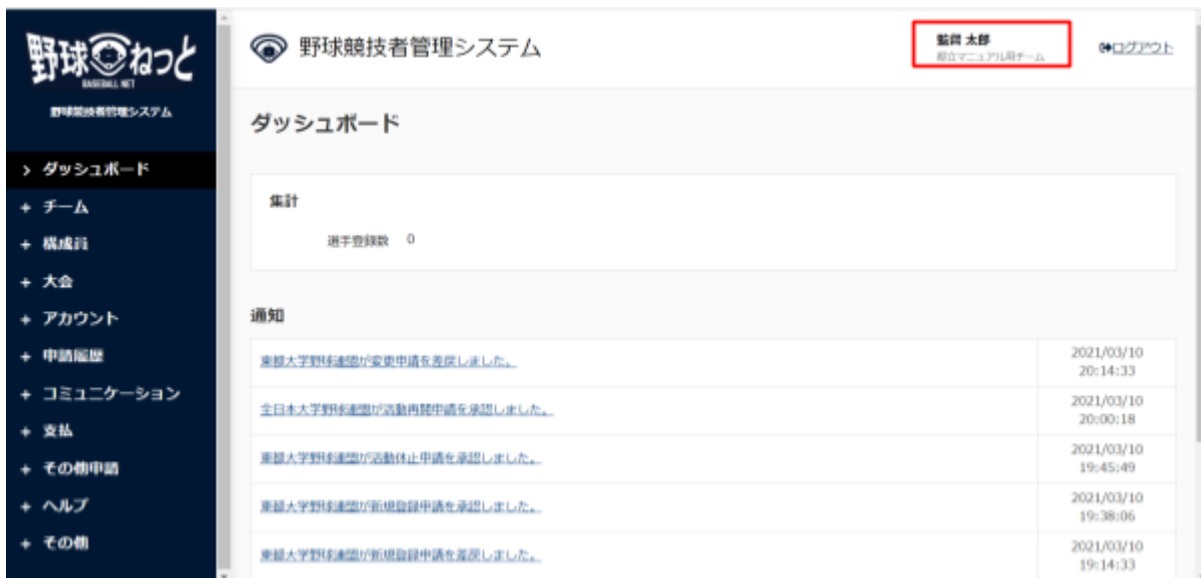 野球ねっと
BASEBALL NET
野球競技者管理システム
ダッシュボード
チーム
構成員
大会
アカウント
申請履歴
コミュニケーション
支払
その他申請
ヘルプ
その他
野球競技者管理システム
監督 太郎
都立マニュアル用チーム
ログアウト
ダッシュボード
集計
選手登録数 0
通知
東都大学野球連盟が変更申請を差戻しました。 2021/03/10 20:14:33
全日本大学野球連盟が活動再開申請を承認しました。 2021/03/10 20:00:18
東都大学野球連盟が活動休止申請を承認しました。 2021/03/10 19:45:49
東都大学野球連盟が新規登録申請を承認しました。 2021/03/10 19:38:06
東都大学野球連盟が新規登録申請を差戻しました。 2021/03/10 19:14:33